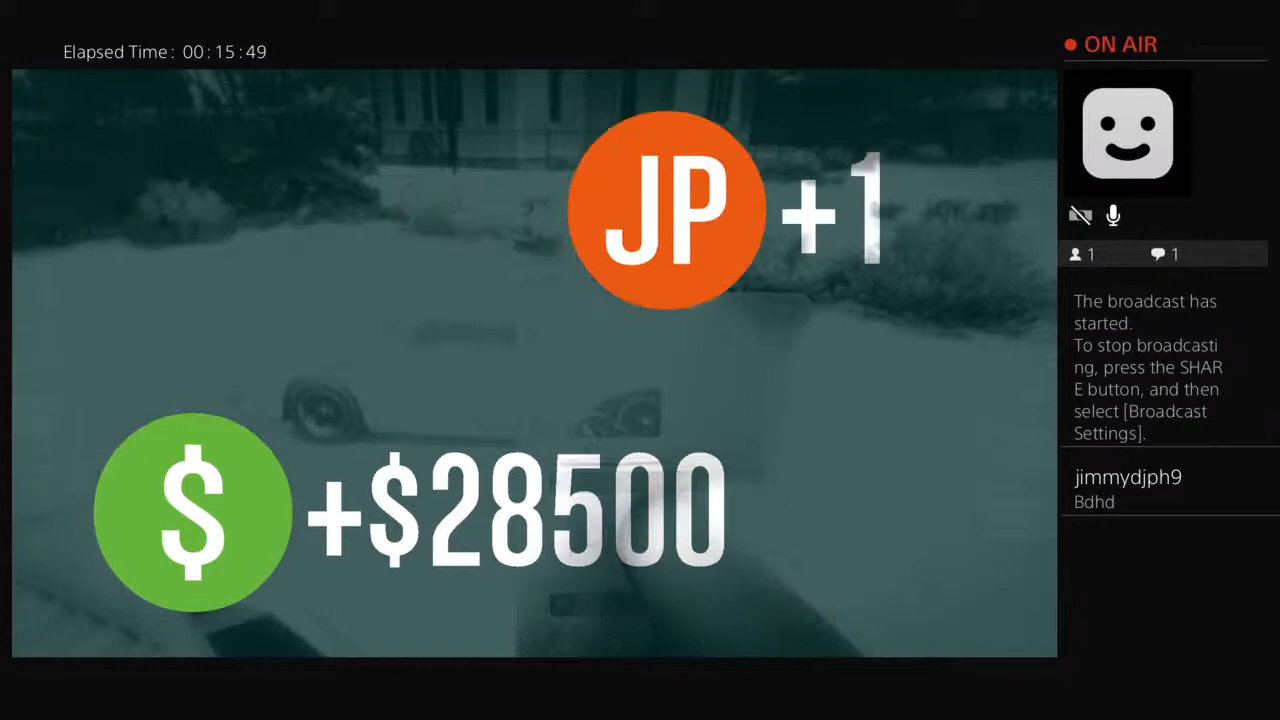 Elapsed Time: 00:15:49
ON AIR
JP +1
1 1
The broadcast has
started.
To stop broadcasti
ng, press the SHAR
E button, and then
select [Broadcast
Settings].
$ +$28500
jimmydjph9
Bdhd